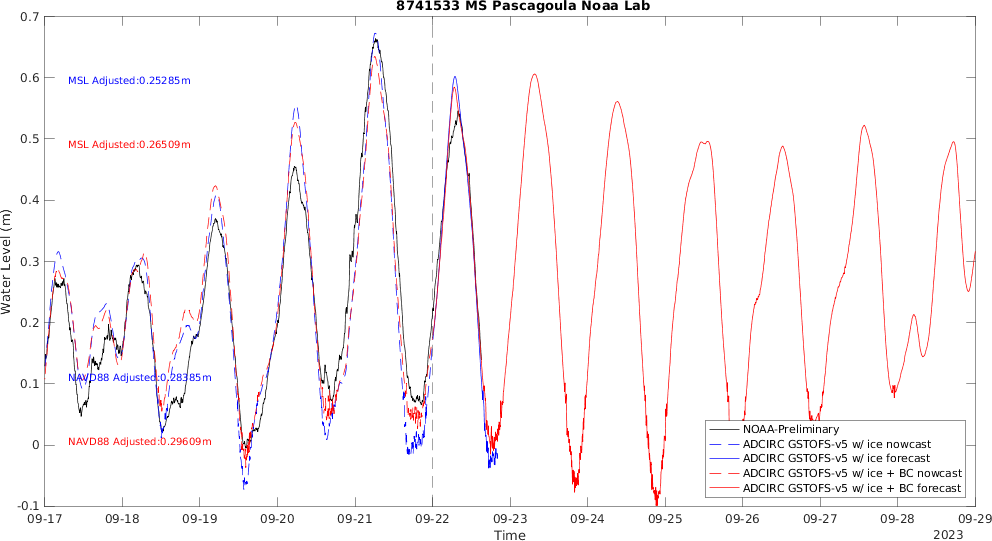 8741533 MS Pascagoula Noaa Lab
0.7
0.6
0.5
0.4
0.3
0.2
0.1
0
-0.1
Water Level (m)
MSL Adjusted:0.25285m
MSL Adjusted:0.26509m
NAVD88 Adjusted:0.28385m
NAVD88 Adjusted:0.29609m
NOAA-Preliminary
ADCIRC GSTOFS-v5 w/ ice nowcast
ADCIRC GSTOFS-v5 w/ ice forecast
ADCIRC GSTOFS-v5 w/ ice + BC nowcast
ADCIRC GSTOFS-v5 w/ ice + BC forecast
09-17 09-18 09-19 09-20 09-21 09-22 09-23 09-24 09-25 09-26 09-27 09-28 09-29
Time
2023